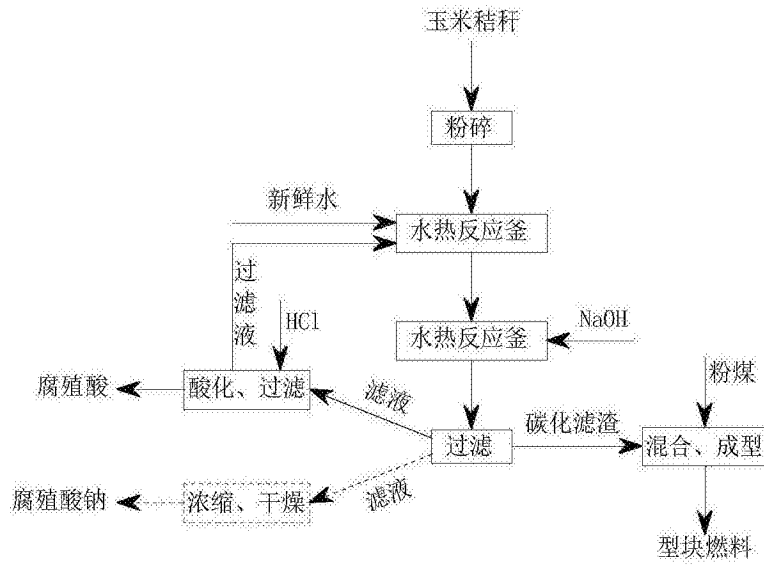 玉米秸秆
粉碎
新鲜水
水热反应釜
过滤液
HCl
水热反应釜
NaOH
腐殖酸
酸化、过滤
滤液
过滤
碳化滤渣
粉煤
混合、成型
腐殖酸钠
浓缩、干燥
滤液
型块燃料